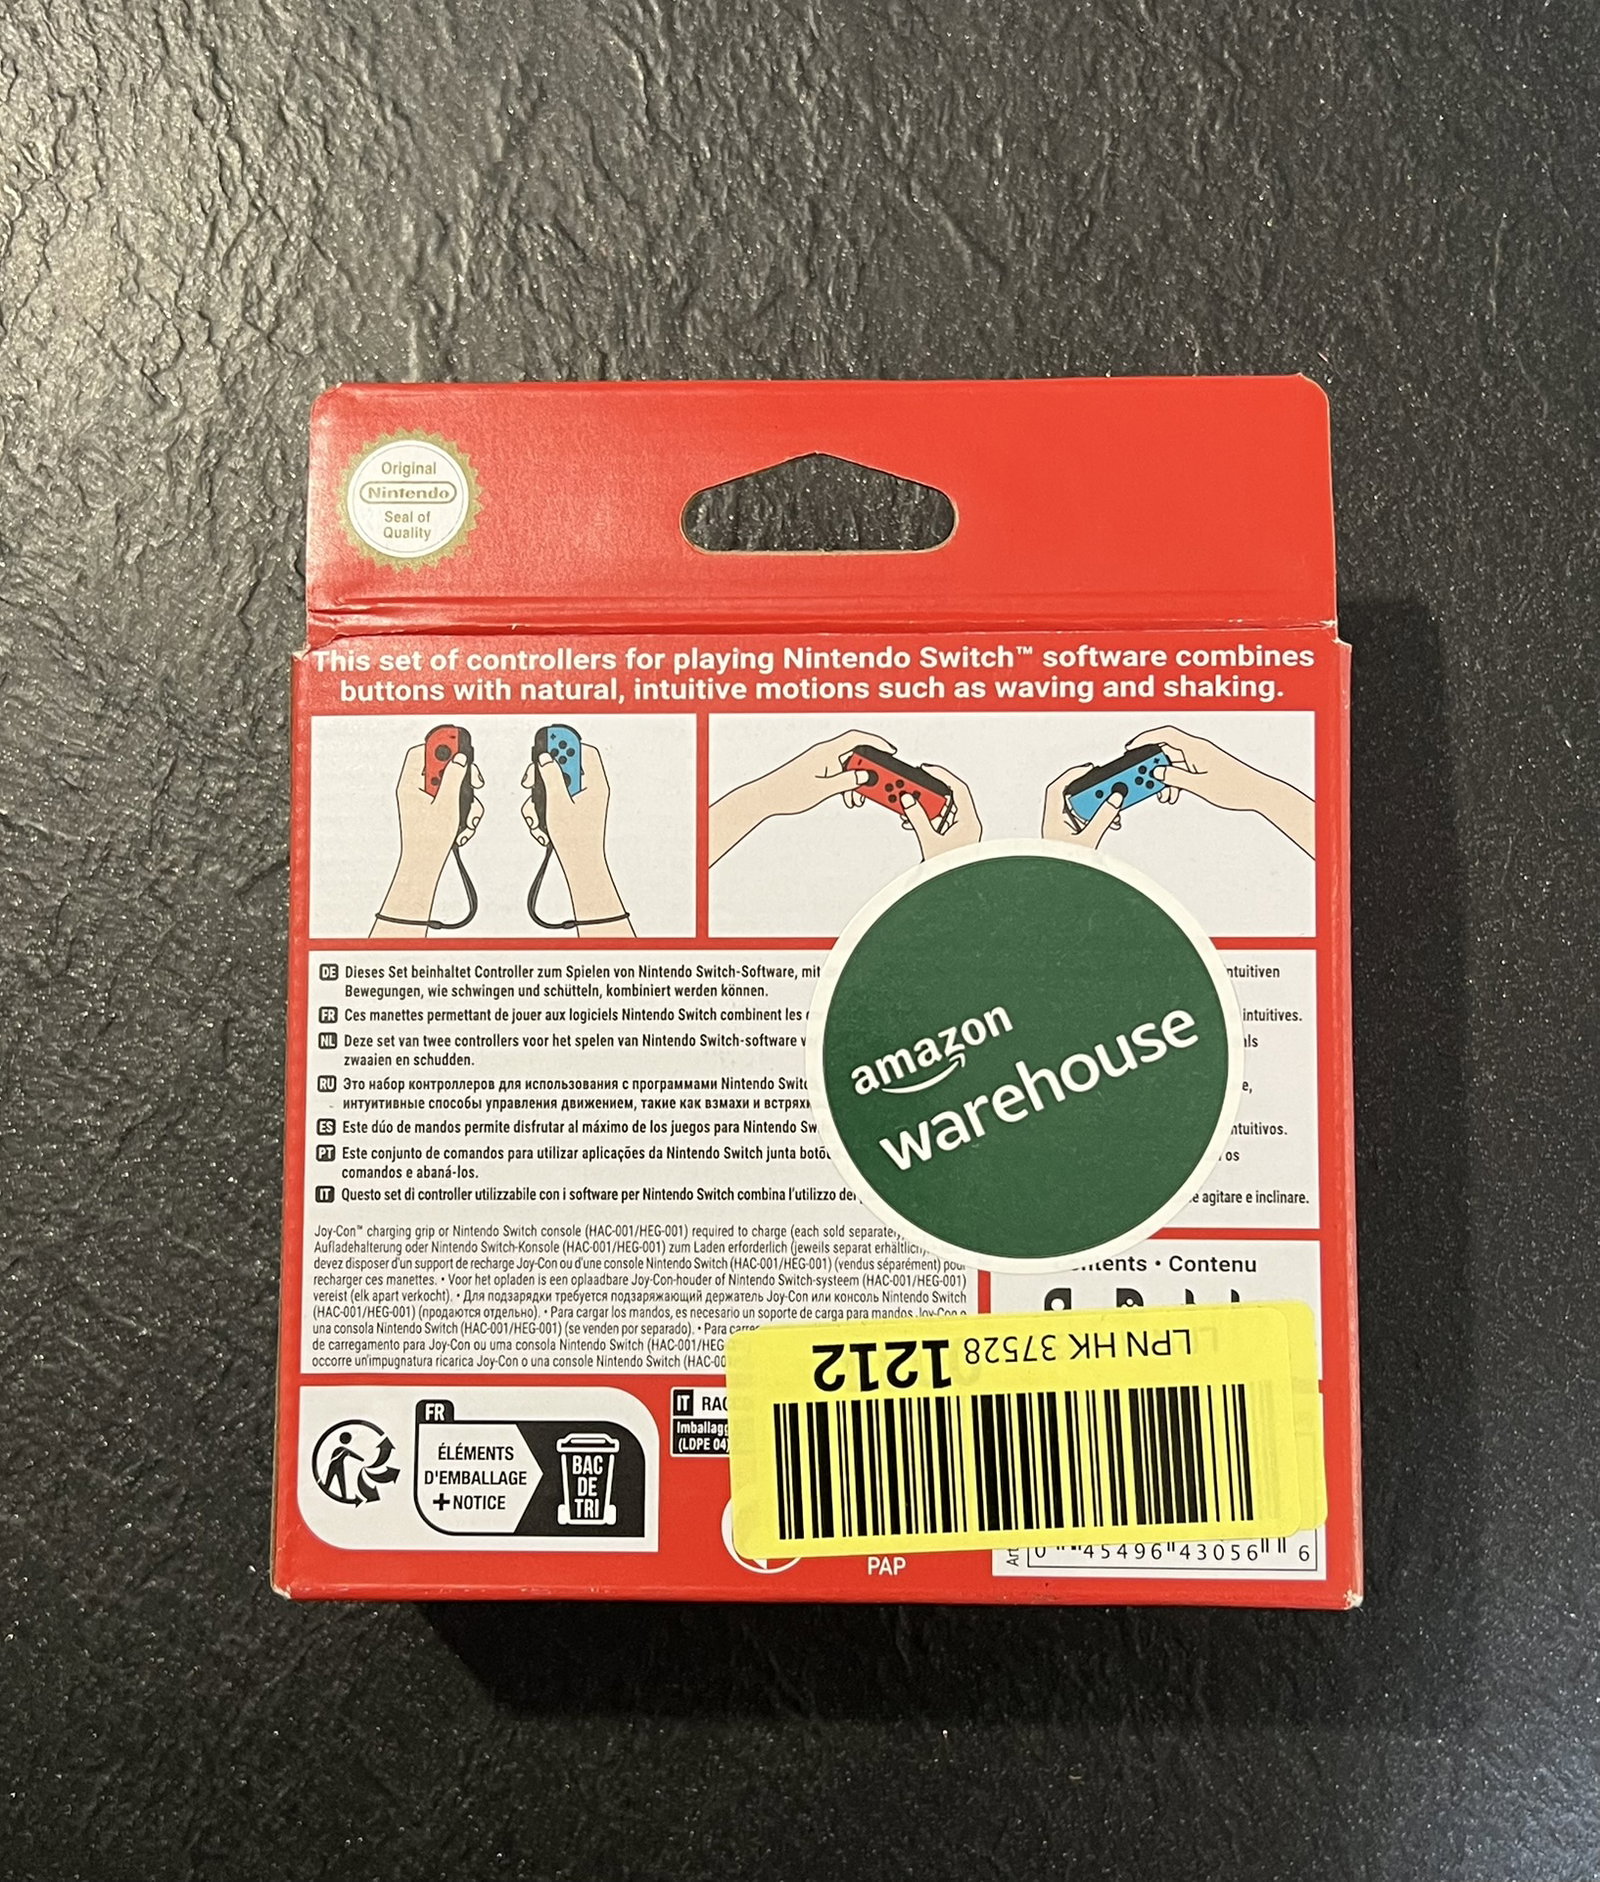 Original
Nintendo
Seal of
Quality
This set of controllers for playing Nintendo Switch™ software combines
buttons with natural, intuitive motions such as waving and shaking.
DE Dieses Set beinhaltet Controller zum Spielen von Nintendo Switch-Software, mit
ntuitiven
Bewegungen, wie schwingen und schütteln, kombiniert werden können.
FR Ces manettes permettant de jouer aux logiciels Nintendo Switch combinent les
intuitives.
NL Deze set van twee controllers voor het spelen van Nintendo Switch-software v
als
zwaaien en schudden.
RU Это набор контроллеров для использования с программами Nintendo Switc
е,
интуитивные способы управления движением, такие как взмахи и встряхи
ES Este dúo de mandos permite disfrutar al máximo de los juegos para Nintendo Sw
ntuitivos.
PT Este conjunto de comandos para utilizar aplicações da Nintendo Switch junta botõe
os
comandos e abaná-los.
IT Questo set di controller utilizzabile con i software per Nintendo Switch combina l'utilizzo dei
e agitare e inclinare.
amazon
warehouse
Joy-Con™ charging grip or Nintendo Switch console (HAC-001/HEG-001) required to charge (each sold separately
Aufladehalterung oder Nintendo Switch-Konsole (HAC-001/HEG-001) zum Laden erforderlich (jeweils separat erhältlich)
devez disposer d'un support de recharge Joy-Con ou d'une console Nintendo Switch (HAC-001/HEG-001) (vendus séparément) pour
recharger ces manettes. • Voor het opladen is een oplaadbare Joy-Con-houder of Nintendo Switch-systeem (HAC-001/HEG-001)
vereist (elk apart verkocht). • Для подзарядки требуется подзаряжающий держатель Joy-Con или консоль Nintendo Switch
(HAC-001/HEG-001) (продаются отдельно). • Para cargar los mandos, es necesario un soporte de carga para mandos Joy-Con o
una consola Nintendo Switch (HAC-001/HEG-001) (se venden por separado). • Para carre
de carregamento para Joy-Con ou uma consola Nintendo Switch (HAC-001/HEG
occorre un'impugnatura ricarica Joy-Con o una console Nintendo Switch (HAC-00
ntents • Contenu
LPN HK 37528 1212
FR
ÉLÉMENTS
D'EMBALLAGE
+NOTICE
BAC
DE
TRI
IT RAC
Imballagg
(LDPE 04)
PAP
Art
0 45496 43056 6